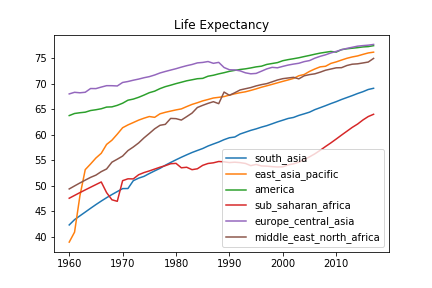 Life Expectancy
75
70
65
60
55
50
45
40
south_asia
east_asia_pacific
america
sub_saharan_africa
europe_central_asia
middle_east_north_africa
1960 1970 1980 1990 2000 2010